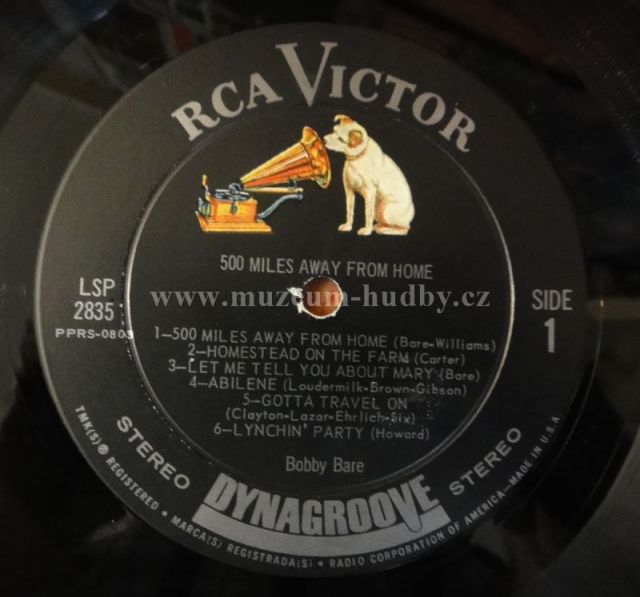 RCA VICTOR
500 MILES AWAY FROM HOME
LSP
2835
SIDE
1
www.muzeum-hudby.cz
1–500 MILES AWAY FROM HOME (Bare-Williams)
2–HOMESTEAD ON THE FARM (Carter)
3–LET ME TELL YOU ABOUT MARY (Bare)
4–ABILENE (Loudermilk-Brown-Gibson)
5–GOTTA TRAVEL ON
(Clayton-Lazar-Ehrlich-Six)
6–LYNCHIN' PARTY (Howard)
Bobby Bare
STEREO
DYNAGROOVE
STEREO
TMK(S) ® REGISTERED • MARCA(S) REGISTRADA(S) • RADIO CORPORATION OF AMERICA—MADE IN U.S.A.